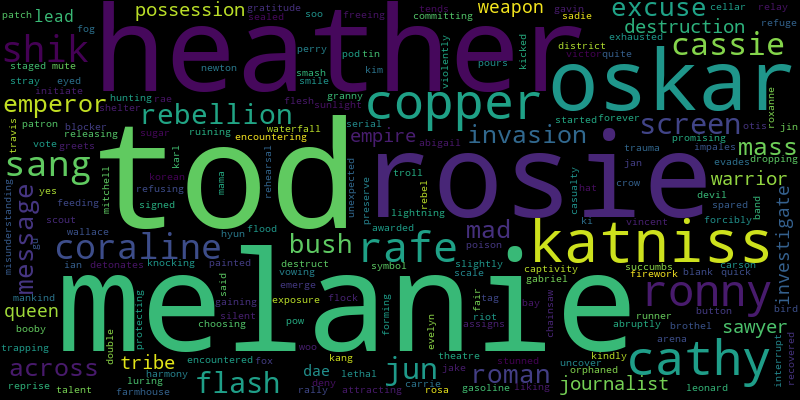 patch
lead
fog
possession
gratitude
sealed
soo
freeing
tends
committing
weapon
gavin
sadie
excuse
cellar
relay
refuge
destruction
heather
shik
staged
mute
stray
eyed
initiate
newton
perry
smash
smile
pod
tin
kim
violently
pours
kicked
district
victor
quite
exhausted
cassie
oskar
emperor
hunting
rae
shelter
flesh
sunlight
granny
copper
started
forever
roxanne
travis
patron
blocker
releasing
vote
greets
rebellion
sugar
ruining
waterfall
encountering
serial
empire
abigail
invasion
screen
otis
jin
promising
mass
sang
tod
karl
korean
mitchell
refusing
signed
mama
rehearsal
unexpected
preserve
troll
lightning
rebel
rosie
trauma
impales
jan
evades
dropping
crow
casualty
hat
devil
warrior
spared
band
forcibly
misunderstanding
message
yes
feeding
scout
gu
wallace
coraline
ian
detonates
knocking
painted
hyun
flood
bush
destruct
vowing
symbol
rafe
awarded
mad
poison
slightly
scale
ki
vincent
katniss
captivity
gabriel
succumbs
firework
blank
carson
quick
investigate
bird
mankind
queen
booby
trapping
double
protecting
melanie
said
gaining
silent
choosing
emerge
exposure
pow
flock
forming
evelyn
rag
fair
riot
assigns
bay
chainsaw
abruptly
ronny
runner
button
brothel
arena
sawyer
interrupt
recovered
across
reprise
talent
tribe
harmony
luring
farmhouse
encountered
fox
flash
woo
dae
deny
rally
kang
lethal
attracting
jun
jake
carrie
theatre
rosa
stunned
roman
gasoline
liking
kindly
orphaned
uncover
journalist
cathy
leonard